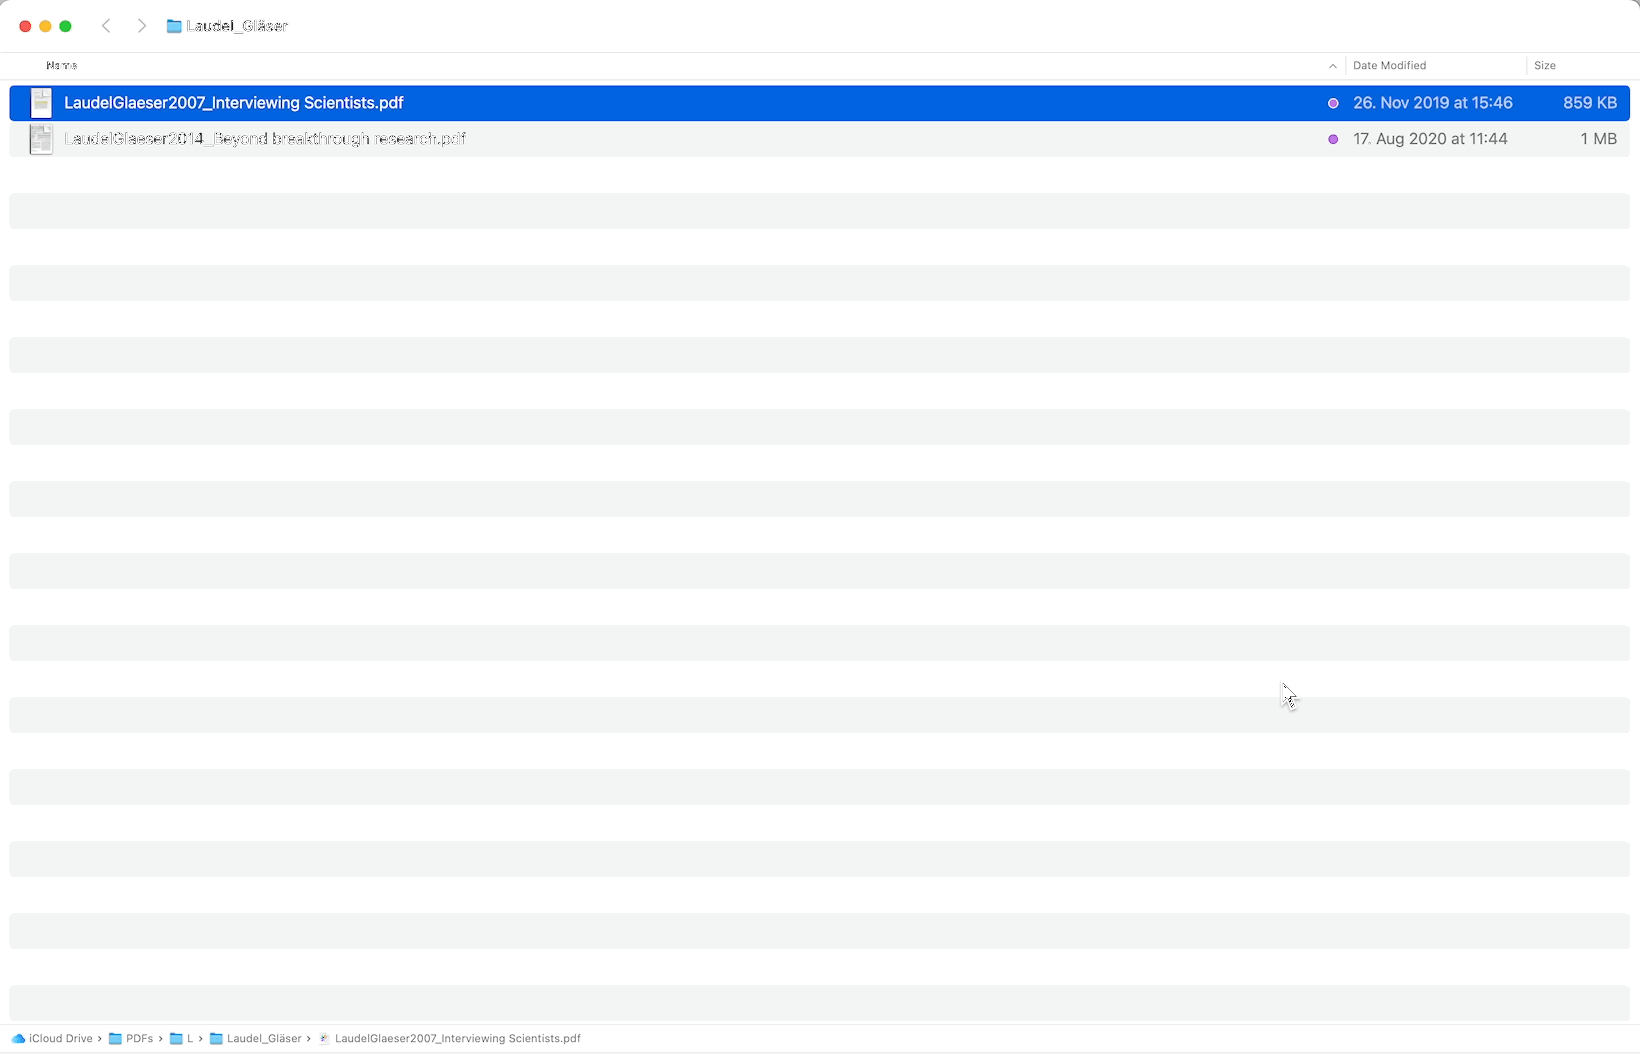 Laudel_Gläser
Name Date Modified Size
LaudelGlaeser2007_Interviewing Scientists.pdf 26. Nov 2019 at 15:46 859 KB
LaudelGlaeser2014_Beyond breakthrough research.pdf 17. Aug 2020 at 11:44 1 MB
iCloud Drive › PDFs › L › Laudel_Gläser › LaudelGlaeser2007_Interviewing Scientists.pdf